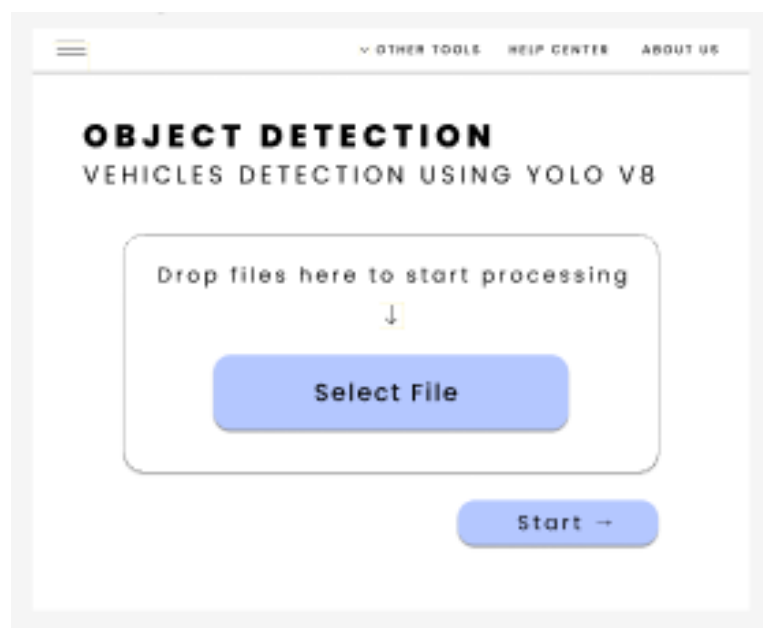 OTHER TOOLS HELP CENTER ABOUT US
OBJECT DETECTION
VEHICLES DETECTION USING YOLO V8
Drop files here to start processing
↓
Select File
Start →